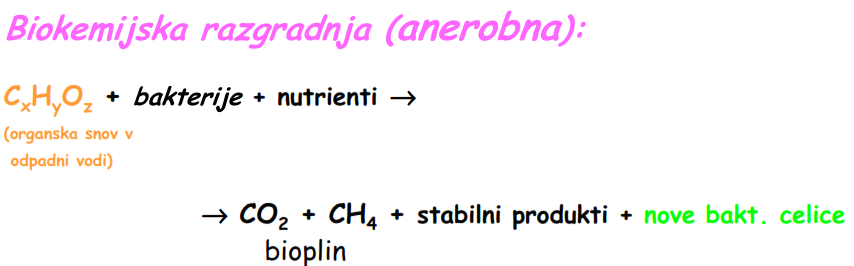 Biokemijska razgradnja (anerobna):
CxHyOz + bakterije + nutrienti →
(organska snov v
odpadni vodi)
→ CO2 + CH4 + stabilni produkti + nove bakt. celice
bioplin